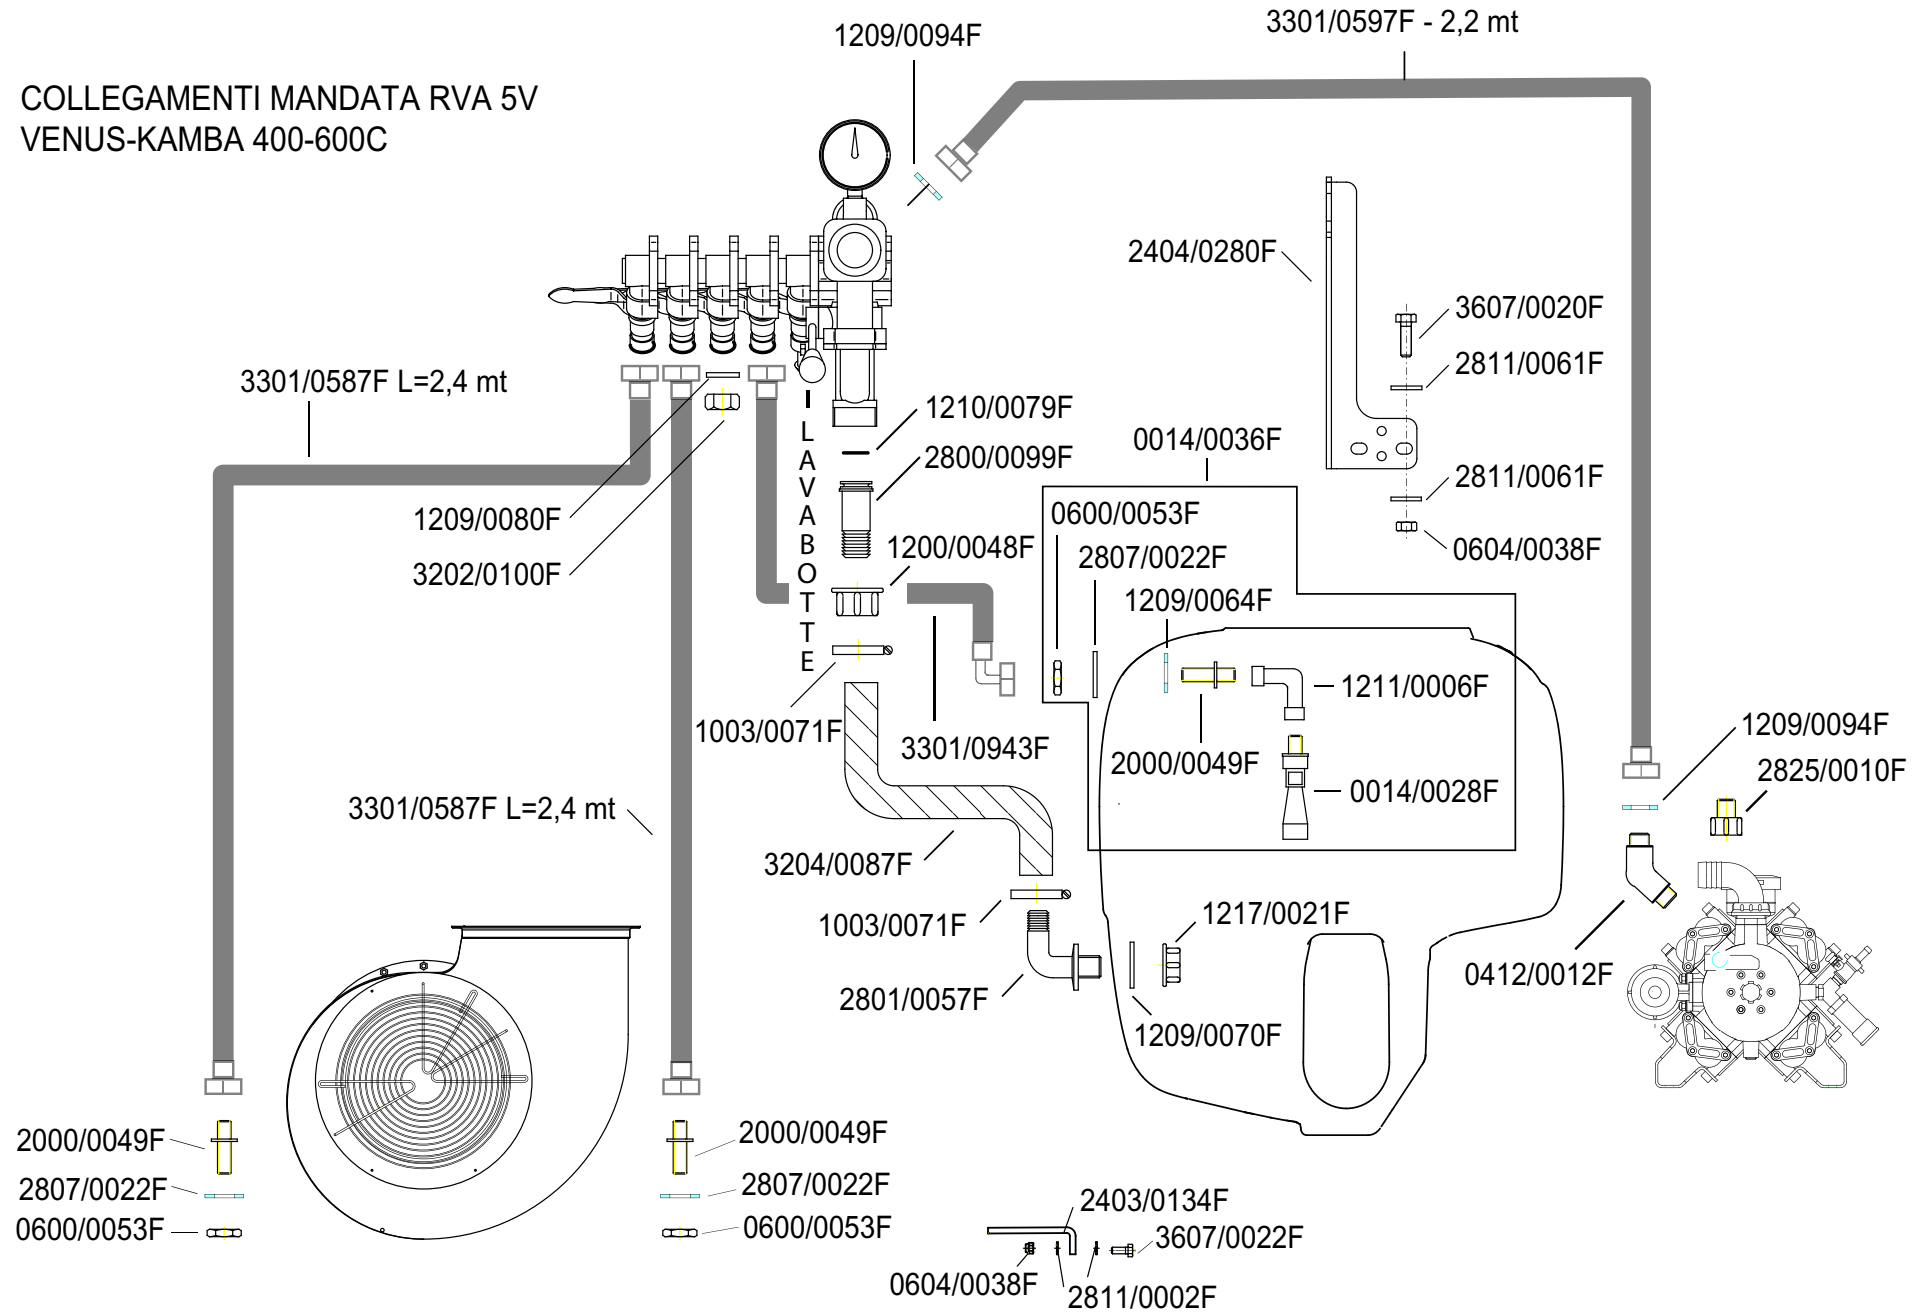 COLLEGAMENTI MANDATA RVA 5V
VENUS-KAMBA 400-600C
1209/0094F
3301/0597F - 2,2 mt
2404/0280F
3607/0020F
2811/0061F
2811/0061F
0604/0038F
3301/0587F L=2,4 mt
1209/0080F
3202/0100F
LAVABOTTE
1210/0079F
2800/0099F
1200/0048F
1003/0071F
3301/0943F
0014/0036F
0600/0053F
2807/0022F
1209/0064F
1211/0006F
2000/0049F
0014/0028F
1209/0094F
2825/0010F
0412/0012F
3301/0587F L=2,4 mt
3204/0087F
1003/0071F
2801/0057F
1217/0021F
1209/0070F
2000/0049F
2807/0022F
0600/0053F
2000/0049F
2807/0022F
0600/0053F
2403/0134F
3607/0022F
0604/0038F
2811/0002F